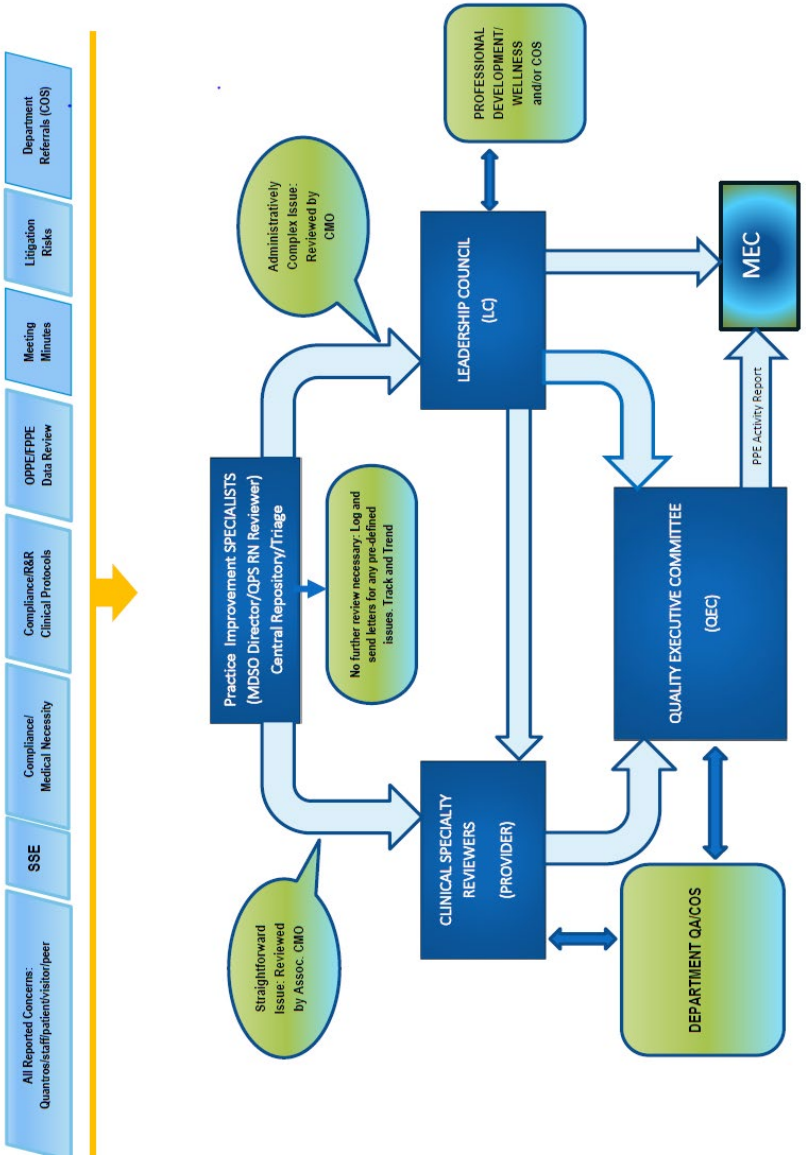 All Reported Concerns:
Quantros/staff/patient/visitor/peer
SSE
Compliance/
Medical Necessity
Compliance/R&R
Clinical Protocols
OPPE/FPPE
Data Review
Meeting
Minutes
Litigation
Risks
Department
Referrals (COS)
Practice Improvement SPECIALISTS
(MDSO Director/QPS RN Reviewer)
Central Repository/Triage
Straightforward
Issue: Reviewed
by Assoc. CMO
Administratively
Complex Issue:
Reviewed by
CMO
No further review necessary: Log and
send letters for any pre-defined
issues. Track and Trend
CLINICAL SPECIALTY
REVIEWERS
(PROVIDER)
LEADERSHIP COUNCIL
(LC)
PROFESSIONAL
DEVELOPMENT/
WELLNESS
and/or COS
DEPARTMENT QA/COS
QUALITY EXECUTIVE COMMITTEE
(QEC)
PPE Activity Report
MEC